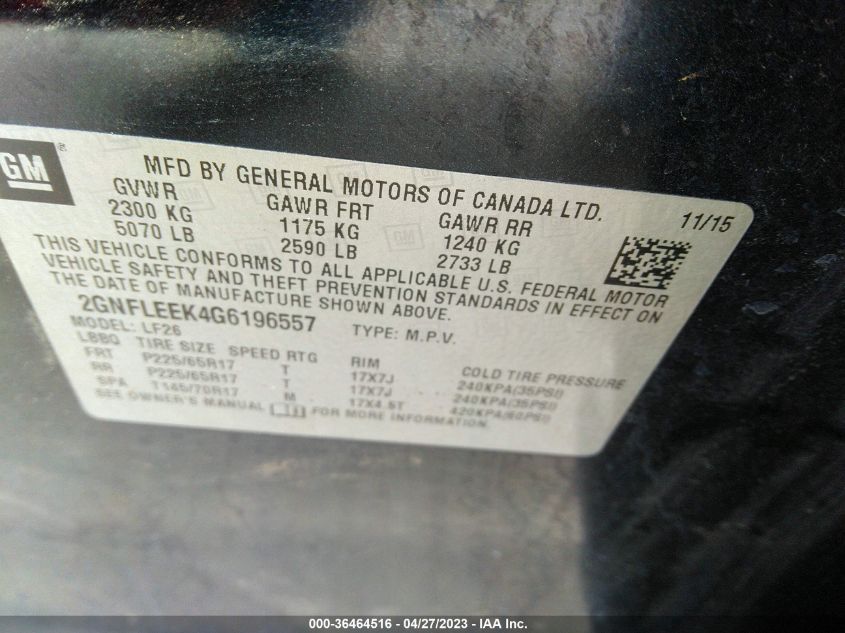 GM®
MFD BY GENERAL MOTORS OF CANADA LTD. 11/15
GVWR GAWR FRT GAWR RR
2300 KG 1175 KG 1240 KG
5070 LB 2590 LB 2733 LB
THIS VEHICLE CONFORMS TO ALL APPLICABLE U.S. FEDERAL MOTOR
VEHICLE SAFETY AND THEFT PREVENTION STANDARDS IN EFFECT ON
THE DATE OF MANUFACTURE SHOWN ABOVE.
2GNFLEEK4G6196557 TYPE: M.P.V.
MODEL: LF26
LBBQ TIRE SIZE SPEED RTG RIM COLD TIRE PRESSURE
FRT P225/65R17 T 17X7J 240KPA(35PSI)
RR P225/65R17 T 17X7J 240KPA(35PSI)
SPA T145/70R17 M 17X4.5T 420KPA(60PSI)
SEE OWNER'S MANUAL FOR MORE INFORMATION.
000-36464516 - 04/27/2023 - IAA Inc.